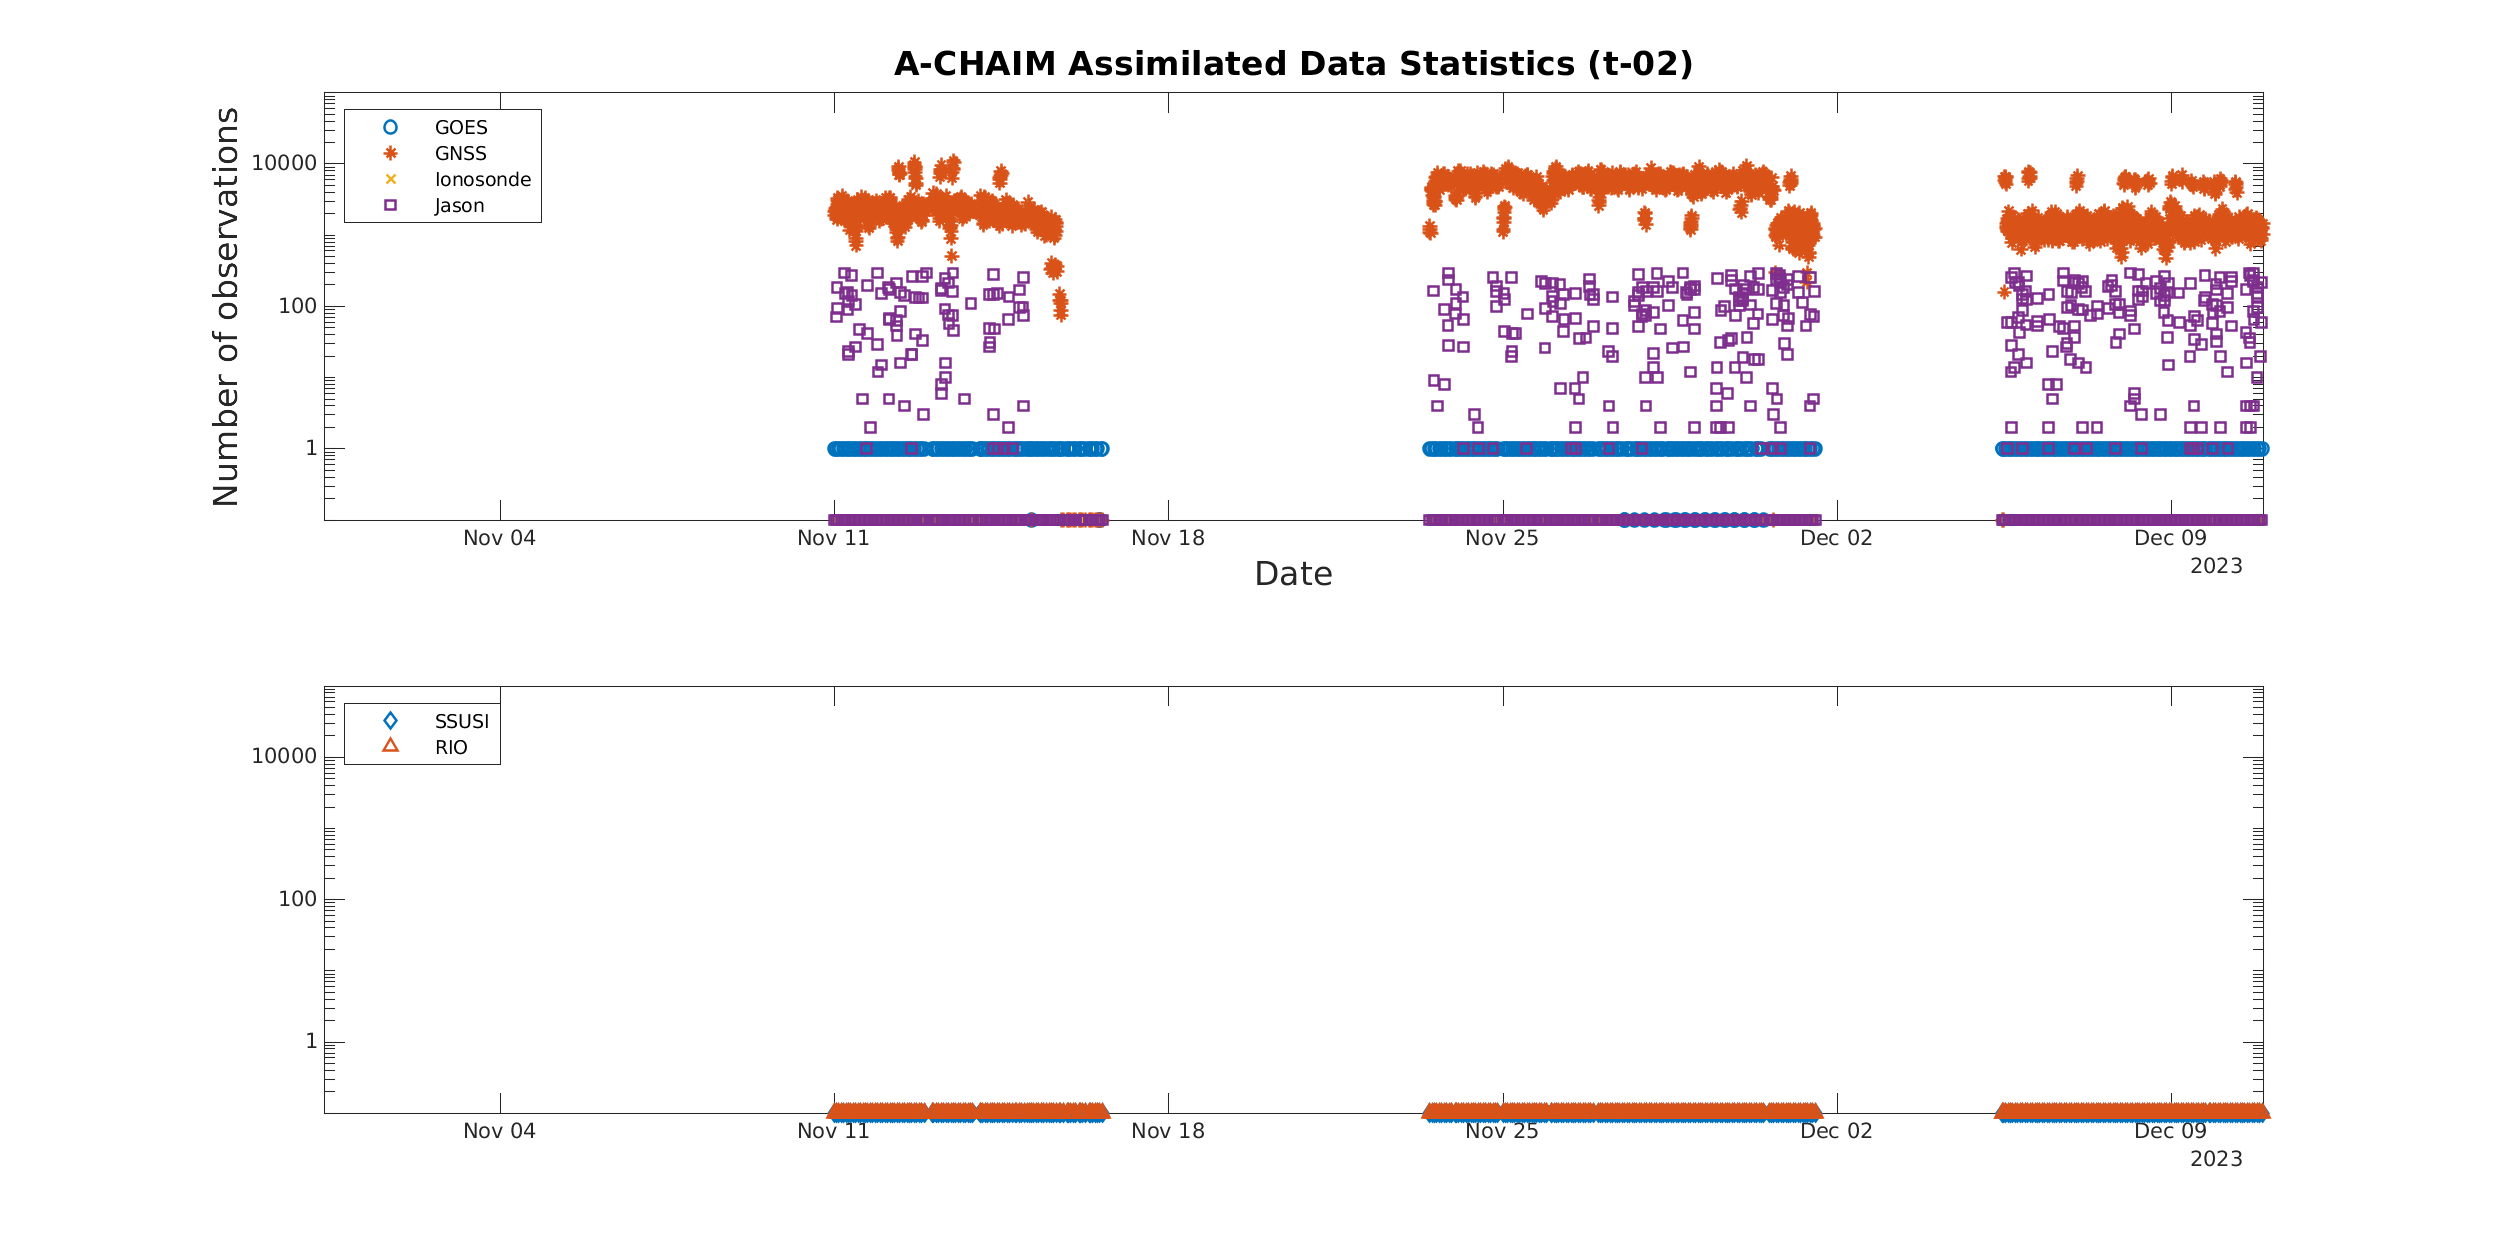 A-CHAIM Assimilated Data Statistics (t-02)
Number of observations
10000
100
1
GOES
GNSS
Ionosonde
Jason
Nov 04
Nov 11
Nov 18
Nov 25
Dec 02
Dec 09
2023
Date
10000
100
1
SSUSI
RIO
Nov 04
Nov 11
Nov 18
Nov 25
Dec 02
Dec 09
2023